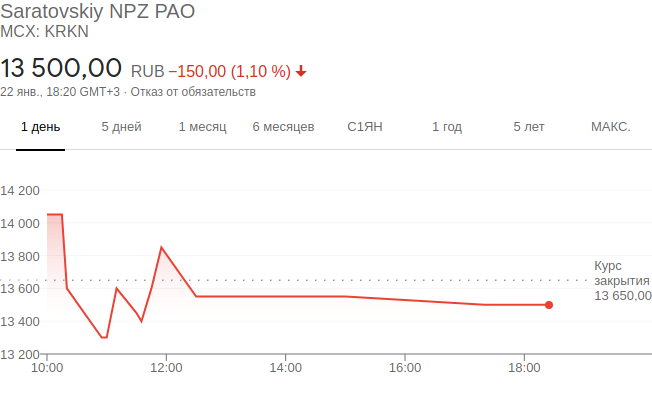 Saratovskiy NPZ PAO
MCX: KRKN
13 500,00 RUB −150,00 (1,10 %)
22 янв., 18:20 GMT+3 · Отказ от обязательств
1 день 5 дней 1 месяц 6 месяцев С1ЯН 1 год 5 лет МАКС.
14 200
14 000
13 800
13 600
13 400
13 200
Курс
закрытия
13 650,00
10:00 12:00 14:00 16:00 18:00